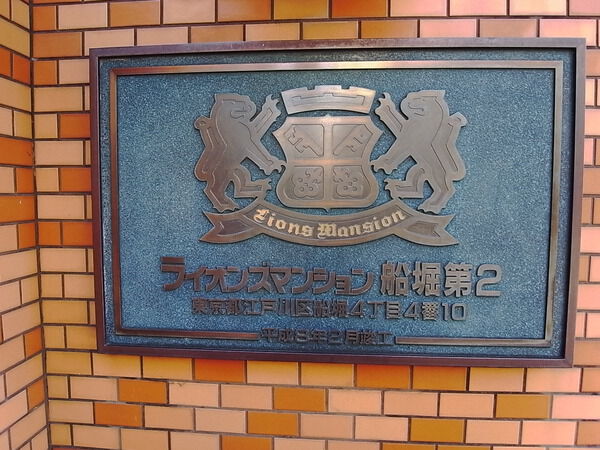 Lions Mansion
ライオンズマンション 船堀第2
東京都江戸川区船堀4丁目4番10
平成8年2月竣工